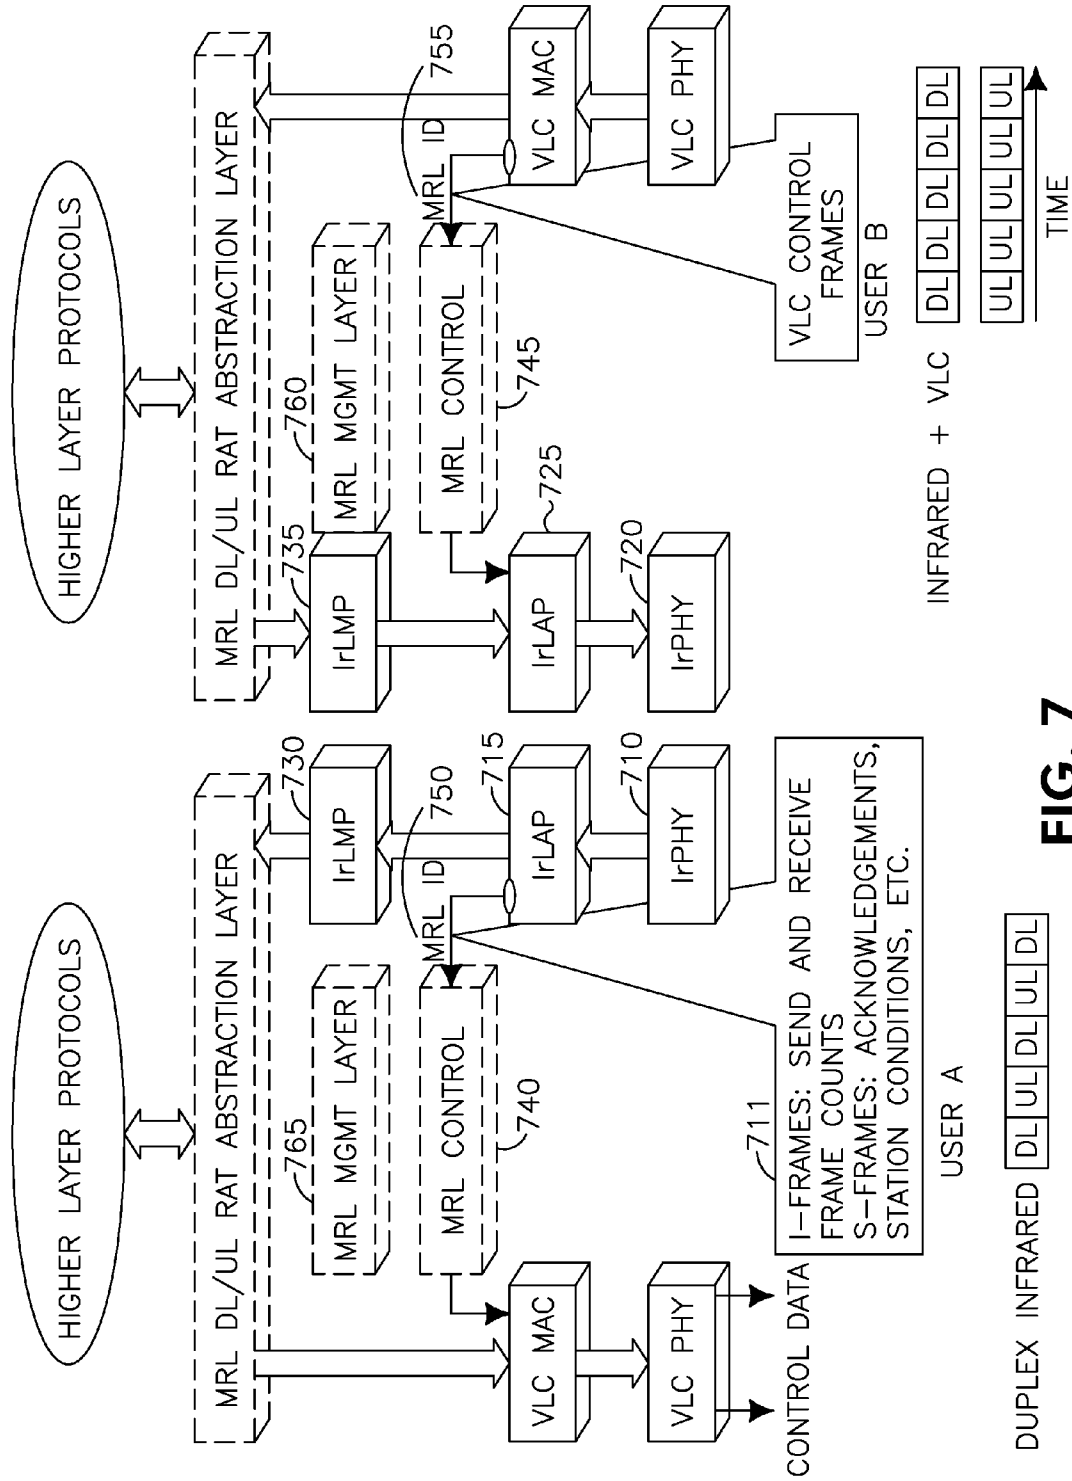 HIGHER LAYER PROTOCOLS
MRL DL/UL RAT ABSTRACTION LAYER
765
MRL MGMT LAYER
730
IrLMP
750
MRL ID
MRL CONTROL
740
VLC MAC
715
IrLAP
VLC PHY
710
IrPHY
CONTROL DATA
711
I-FRAMES: SEND AND RECEIVE
FRAME COUNTS
S-FRAMES: ACKNOWLEDGEMENTS,
STATION CONDITIONS, ETC.
USER A
DUPLEX INFRARED
DL UL DL UL DL
HIGHER LAYER PROTOCOLS
MRL DL/UL RAT ABSTRACTION LAYER
735
IrLMP
760
MRL MGMT LAYER
755
MRL ID
MRL CONTROL
745
725
IrLAP
VLC MAC
720
IrPHY
VLC PHY
VLC CONTROL
FRAMES
USER B
INFRARED + VLC
DL DL DL DL DL
UL UL UL UL UL
TIME
FIG. 7